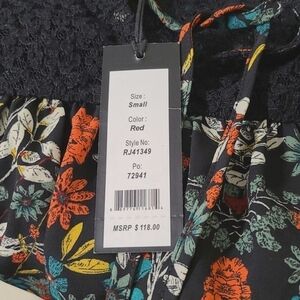 Size :
Small
Color :
Red
Style No:
RJ41349
Po:
72941
MSRP $ 118.00